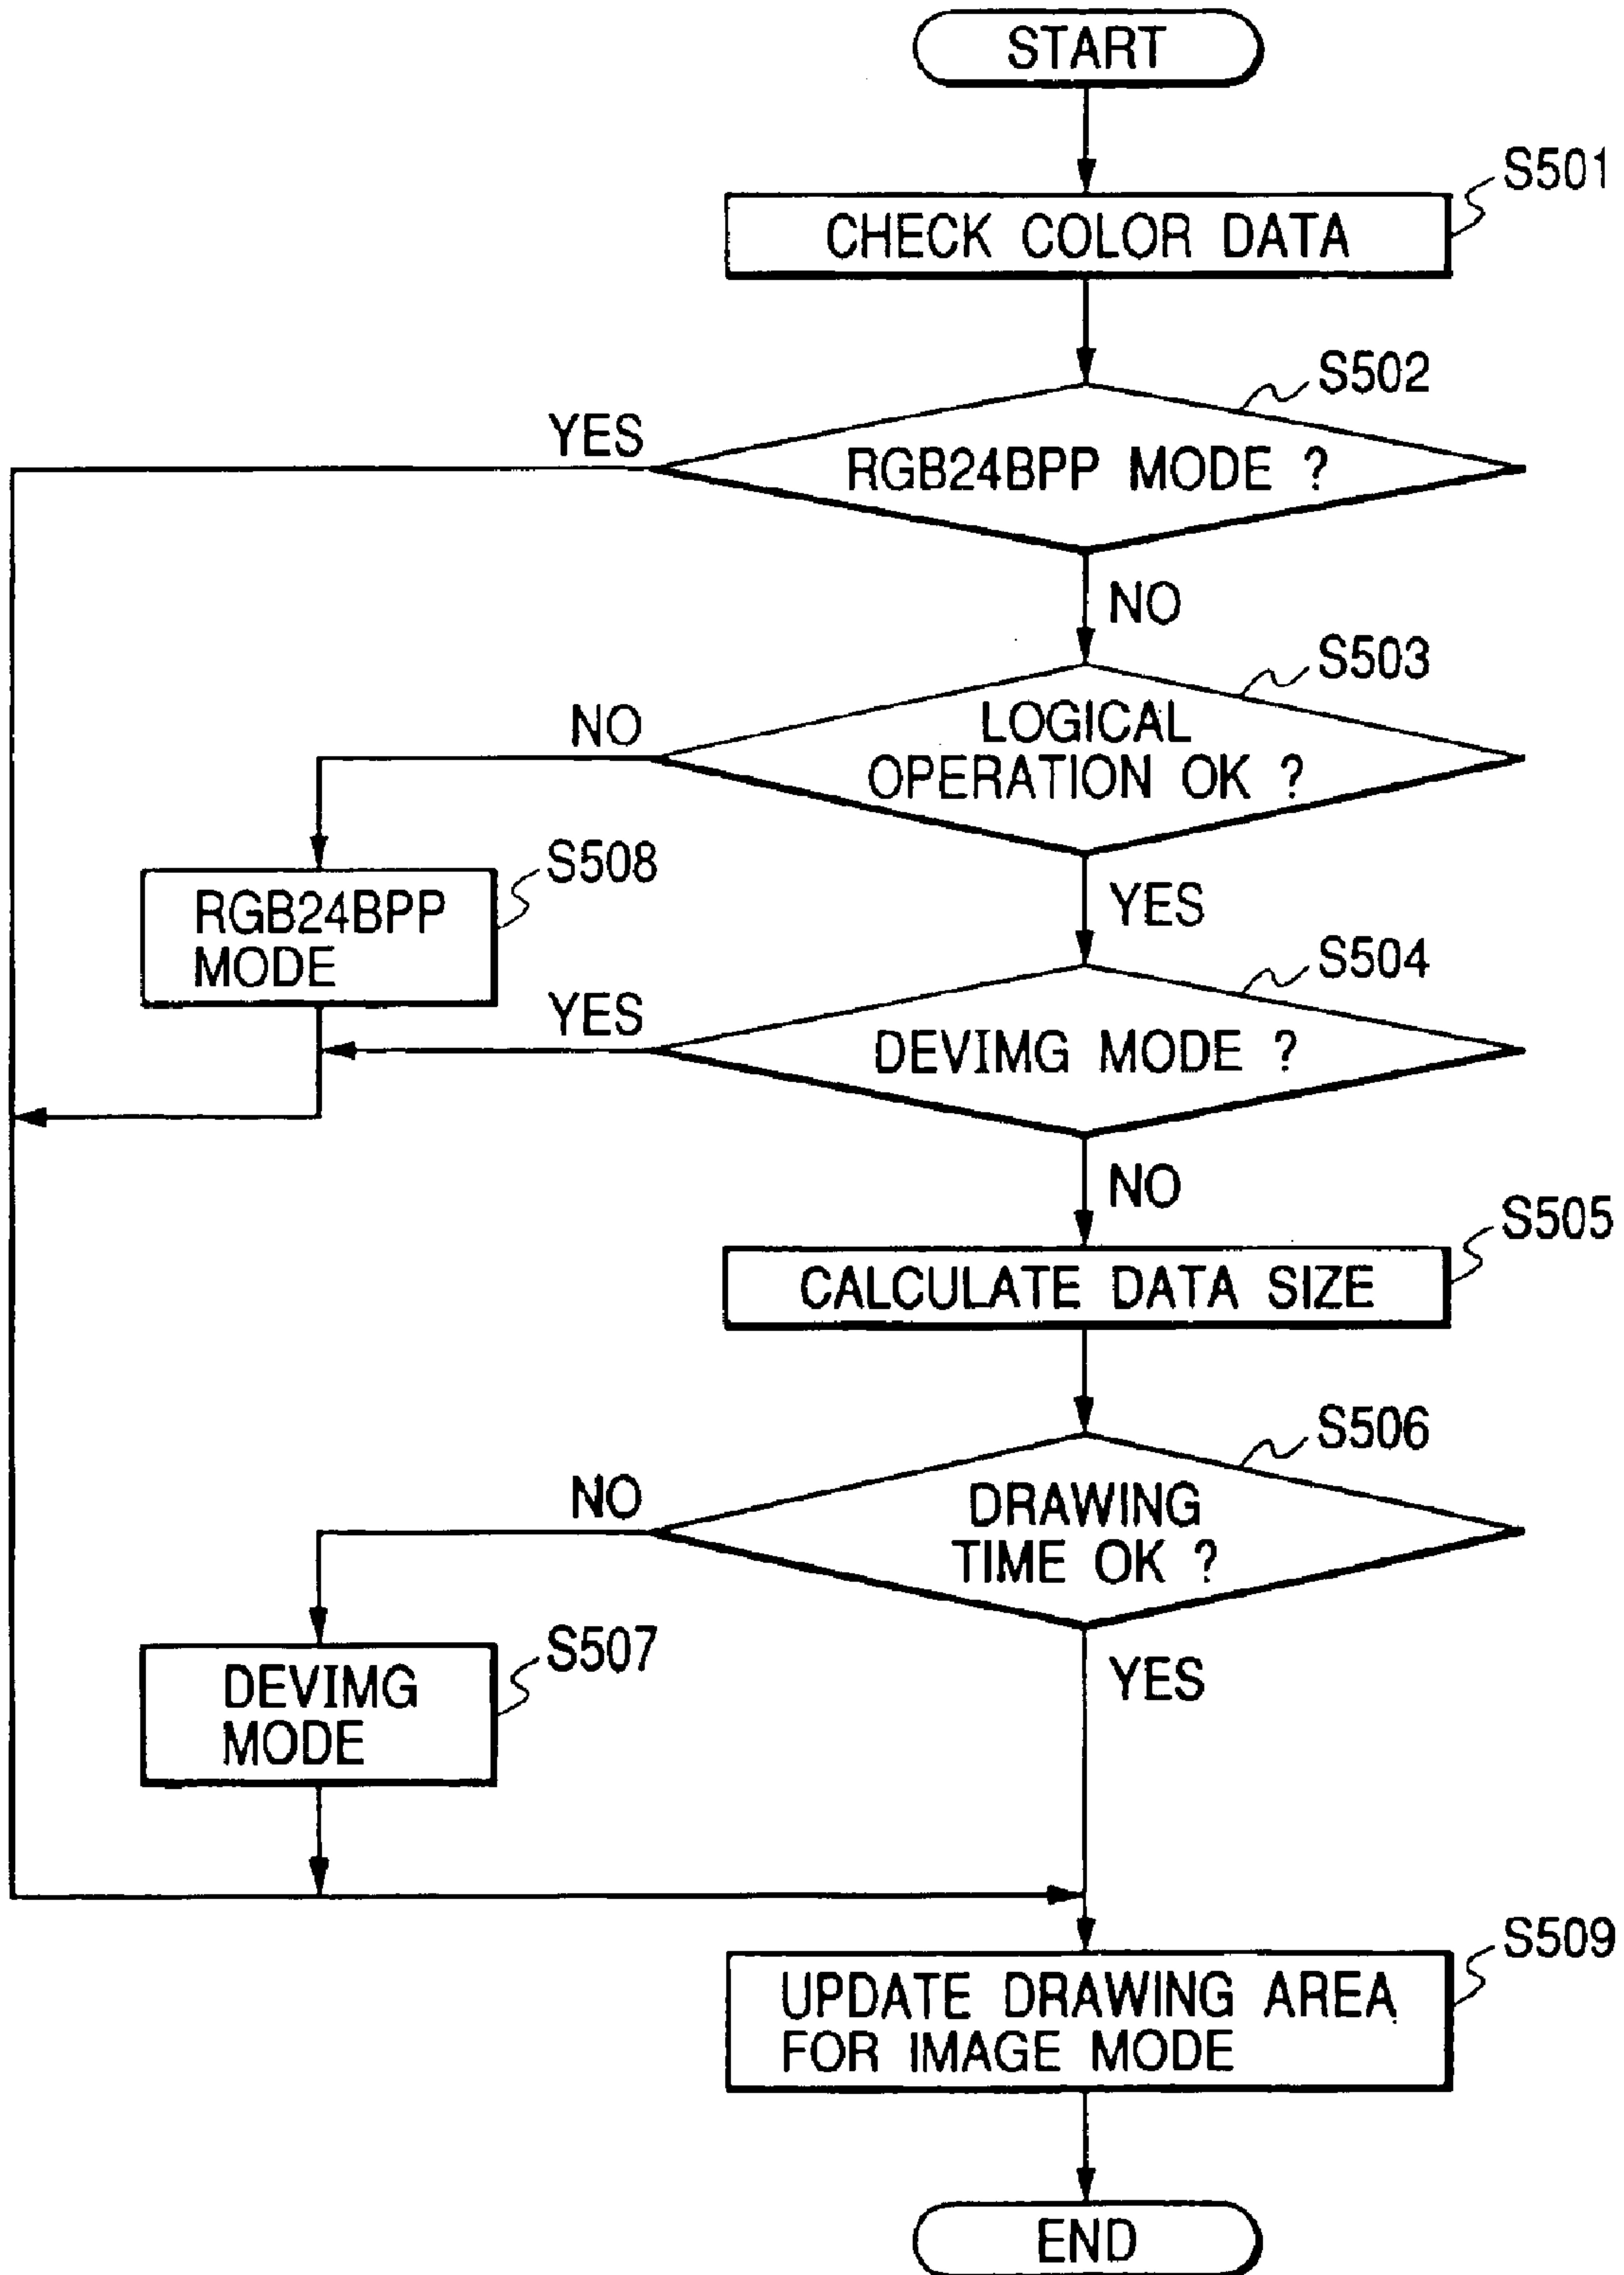 START
S501
CHECK COLOR DATA
S502
YES
RGB24BPP MODE ?
NO
S503
NO
LOGICAL
OPERATION OK ?
S508
YES
RGB24BPP
MODE
S504
YES
DEVIMG MODE ?
NO
S505
CALCULATE DATA SIZE
S506
NO
DRAWING
TIME OK ?
S507
YES
DEVIMG
MODE
S509
UPDATE DRAWING AREA
FOR IMAGE MODE
END